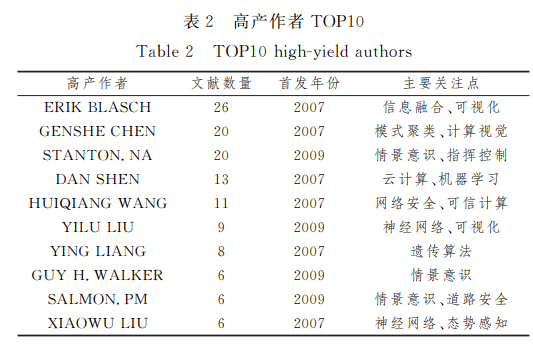 表 2 高产作者 TOP10
Table 2 TOP10 high-yield authors
高产作者 文献数量 首发年份 主要关注点
ERIK BLASCH 26 2007 信息融合、可视化
GENSHE CHEN 20 2007 模式聚类、计算视觉
STANTON, NA 20 2009 情景意识、指挥控制
DAN SHEN 13 2007 云计算、机器学习
HUIQIANG WANG 11 2007 网络安全、可信计算
YILU LIU 9 2009 神经网络、可视化
YING LIANG 8 2007 遗传算法
GUY H. WALKER 6 2009 情景意识
SALMON, PM 6 2009 情景意识、道路安全
XIAOWU LIU 6 2007 神经网络、态势感知